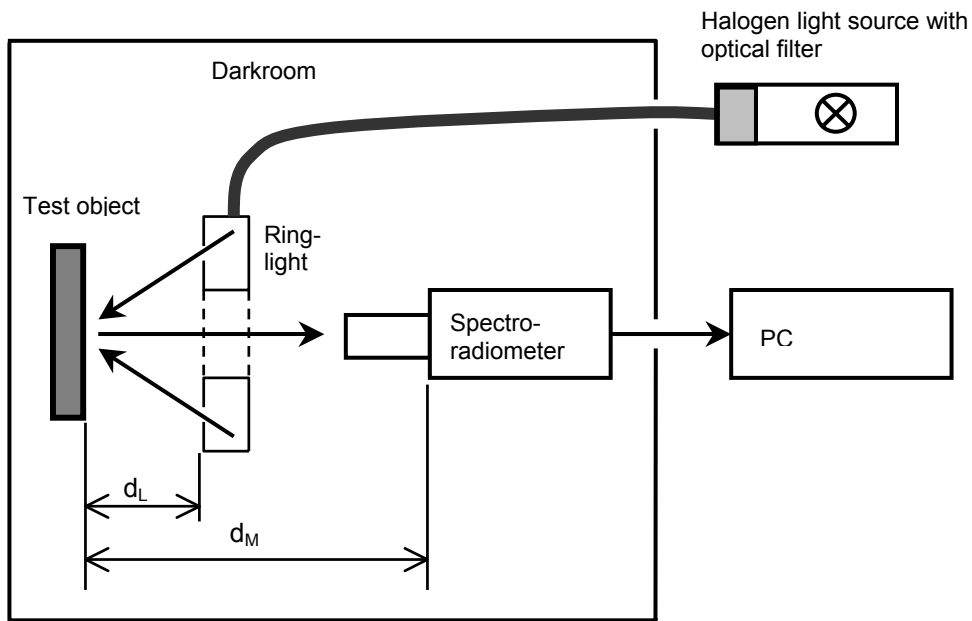 Halogen light source with
optical filter
Darkroom
Test object
Ring-
light
Spectro-
radiometer
PC
dL
dM